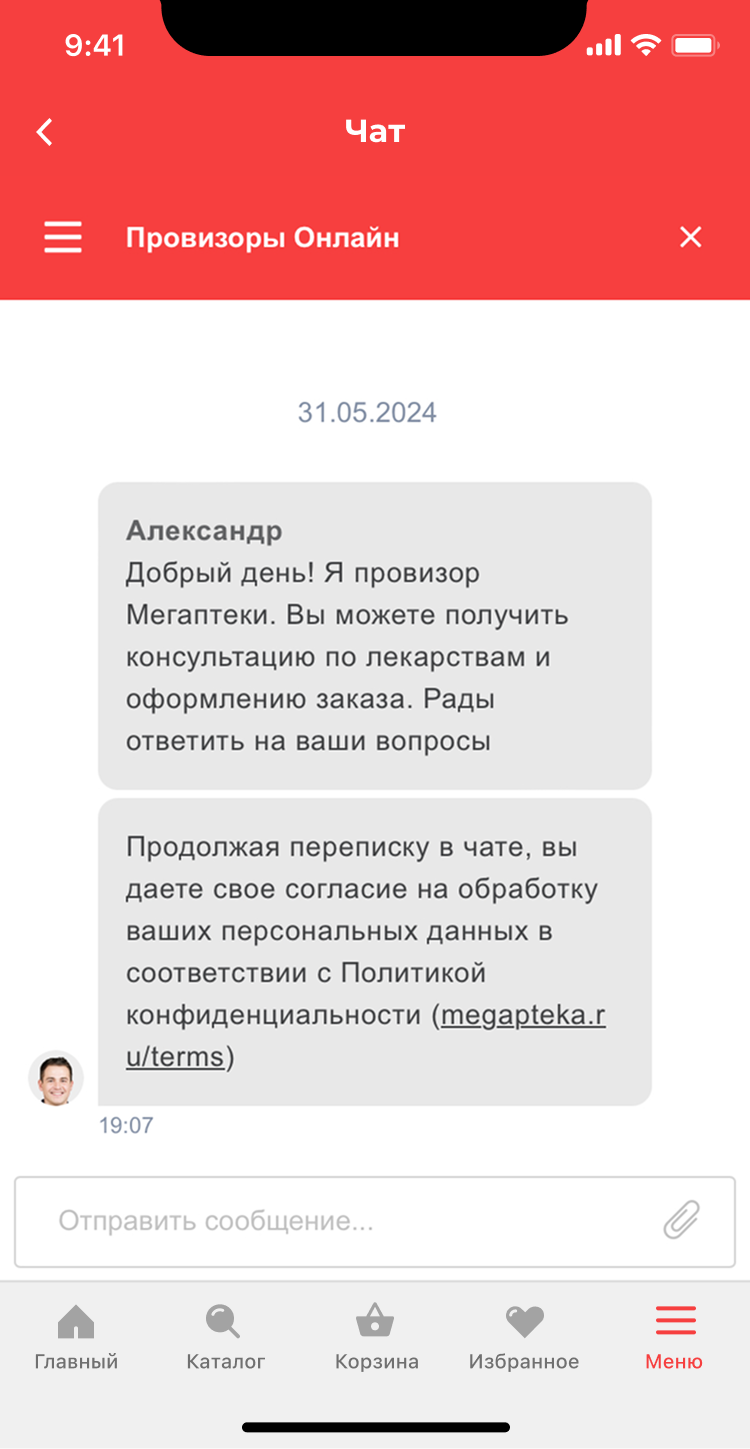 9:41
Чат
Провизоры Онлайн
31.05.2024
Александр
Добрый день! Я провизор
Мегаптеки. Вы можете получить
консультацию по лекарствам и
оформлению заказа. Рады
ответить на ваши вопросы
Продолжая переписку в чате, вы
даете свое согласие на обработку
ваших персональных данных в
соответствии с Политикой
конфиденциальности (megapteka.r
u/terms)
19:07
Отправить сообщение...
Главный
Каталог
Корзина
Избранное
Меню